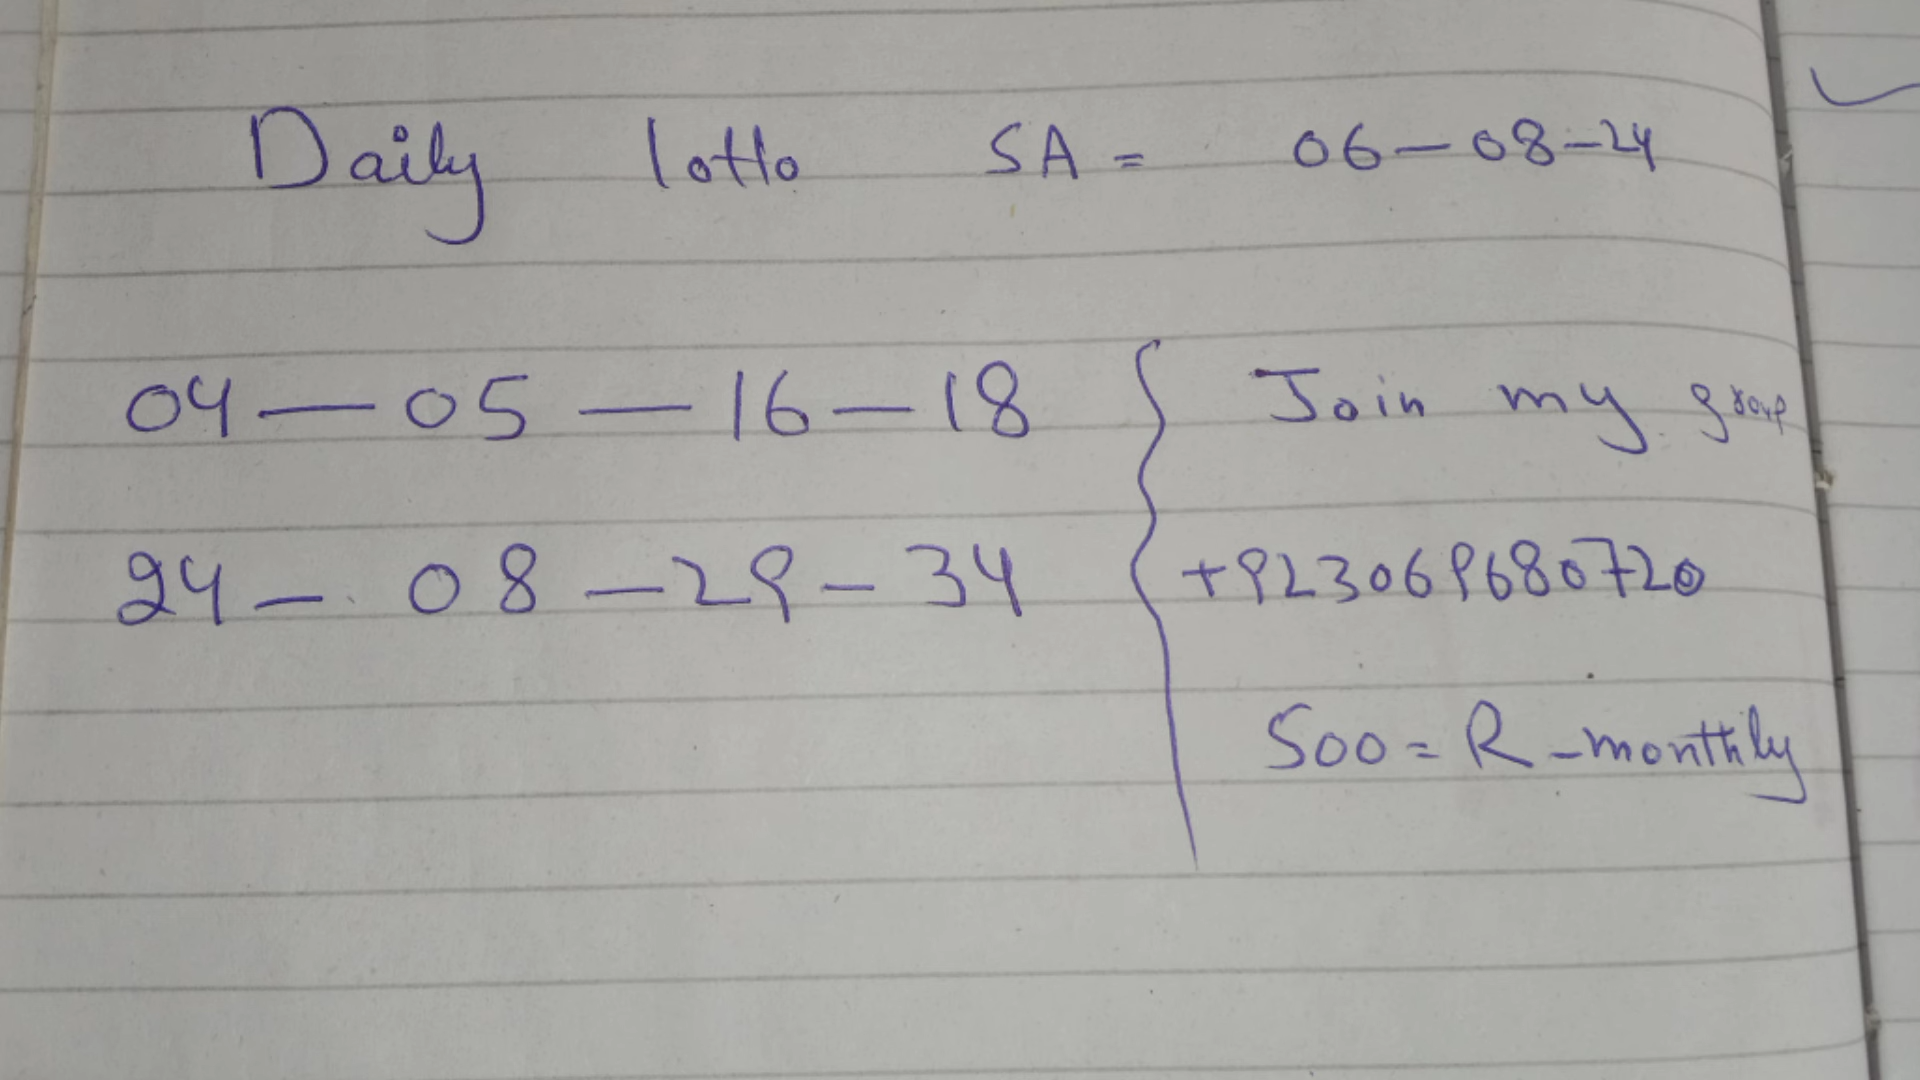 Daily lotto SA = 06-08-24
04-05-16-18
24-08-29-34
Join my group
+923069680720
500=R-monthly